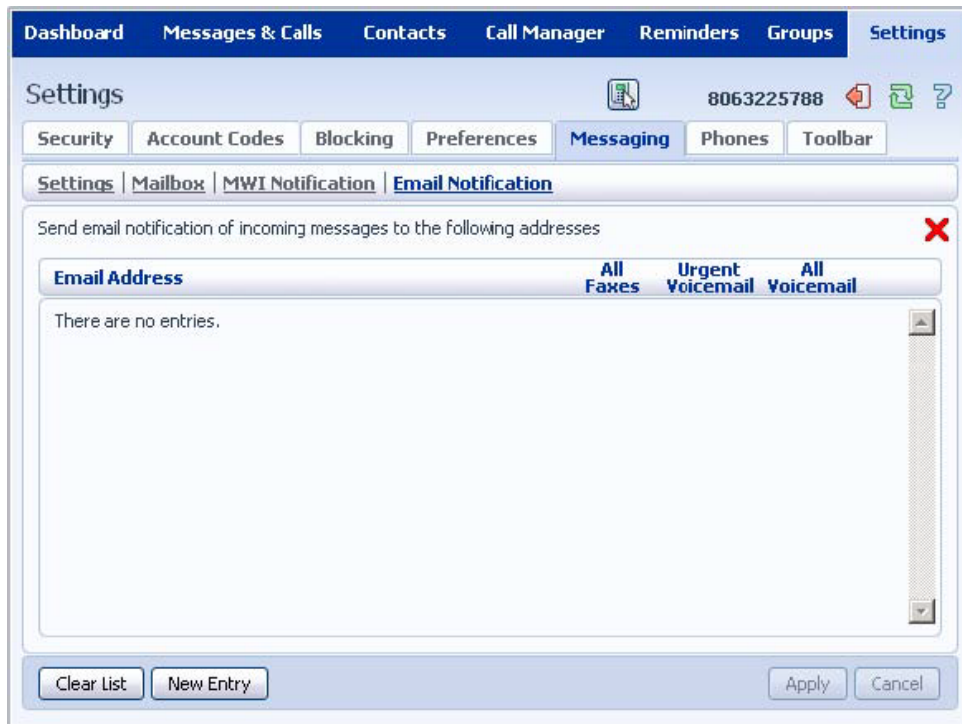 Dashboard Messages & Calls Contacts Call Manager Reminders Groups Settings
Settings 8063225788
Security Account Codes Blocking Preferences Messaging Phones Toolbar
Settings | Mailbox | MWI Notification | Email Notification
Send email notification of incoming messages to the following addresses
Email Address All Faxes Urgent Voicemail All Voicemail
There are no entries.
Clear List New Entry Apply Cancel